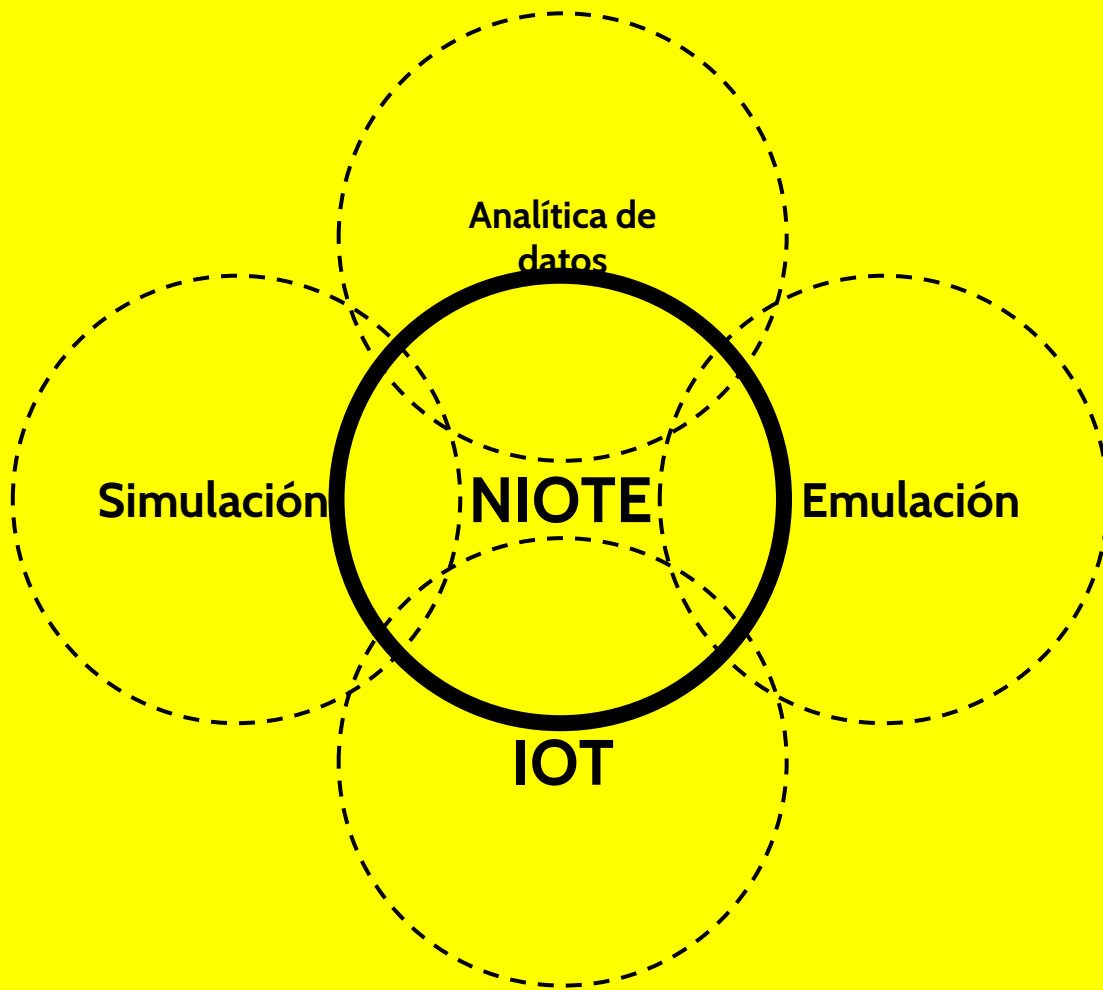 Analítica de
datos
Simulación
NIOTE
Emulación
IOT